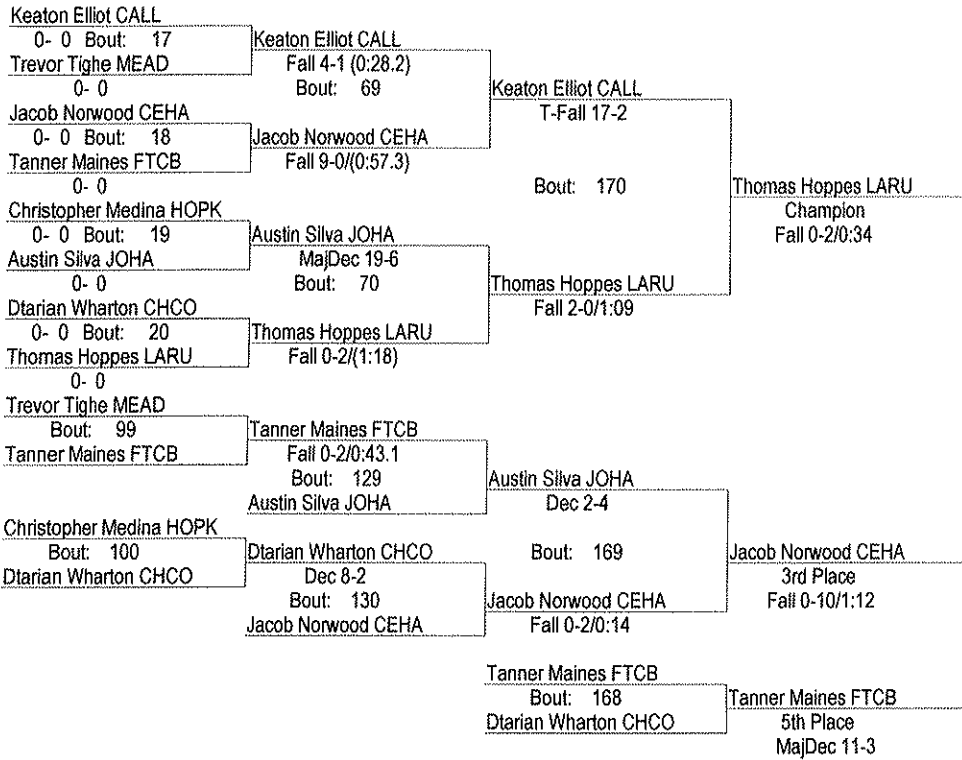 Keaton Elliot CALL
0- 0 Bout: 17
Trevor Tighe MEAD
0- 0
Jacob Norwood CEHA
0- 0 Bout: 18
Tanner Maines FTCB
0- 0
Christopher Medina HOPK
0- 0 Bout: 19
Austin Silva JOHA
0- 0
Dtarian Wharton CHCO
0- 0 Bout: 20
Thomas Hoppes LARU
0- 0
Keaton Elliot CALL
Fall 4-1 (0:28.2)
Bout: 69
Jacob Norwood CEHA
Fall 9-0/(0:57.3)
Austin Silva JOHA
MajDec 19-6
Bout: 70
Thomas Hoppes LARU
Fall 0-2/(1:18)
Keaton Elliot CALL
T-Fall 17-2
Bout: 170
Thomas Hoppes LARU
Fall 2-0/1:09
Thomas Hoppes LARU
Champion
Fall 0-2/0:34
Trevor Tighe MEAD
Bout: 99
Tanner Maines FTCB
Christopher Medina HOPK
Bout: 100
Dtarian Wharton CHCO
Tanner Maines FTCB
Fall 0-2/0:43.1
Bout: 129
Austin Silva JOHA
Dtarian Wharton CHCO
Dec 8-2
Bout: 130
Jacob Norwood CEHA
Austin Silva JOHA
Dec 2-4
Bout: 169
Jacob Norwood CEHA
Fall 0-2/0:14
Jacob Norwood CEHA
3rd Place
Fall 0-10/1:12
Tanner Maines FTCB
Bout: 168
Dtarian Wharton CHCO
Tanner Maines FTCB
5th Place
MajDec 11-3